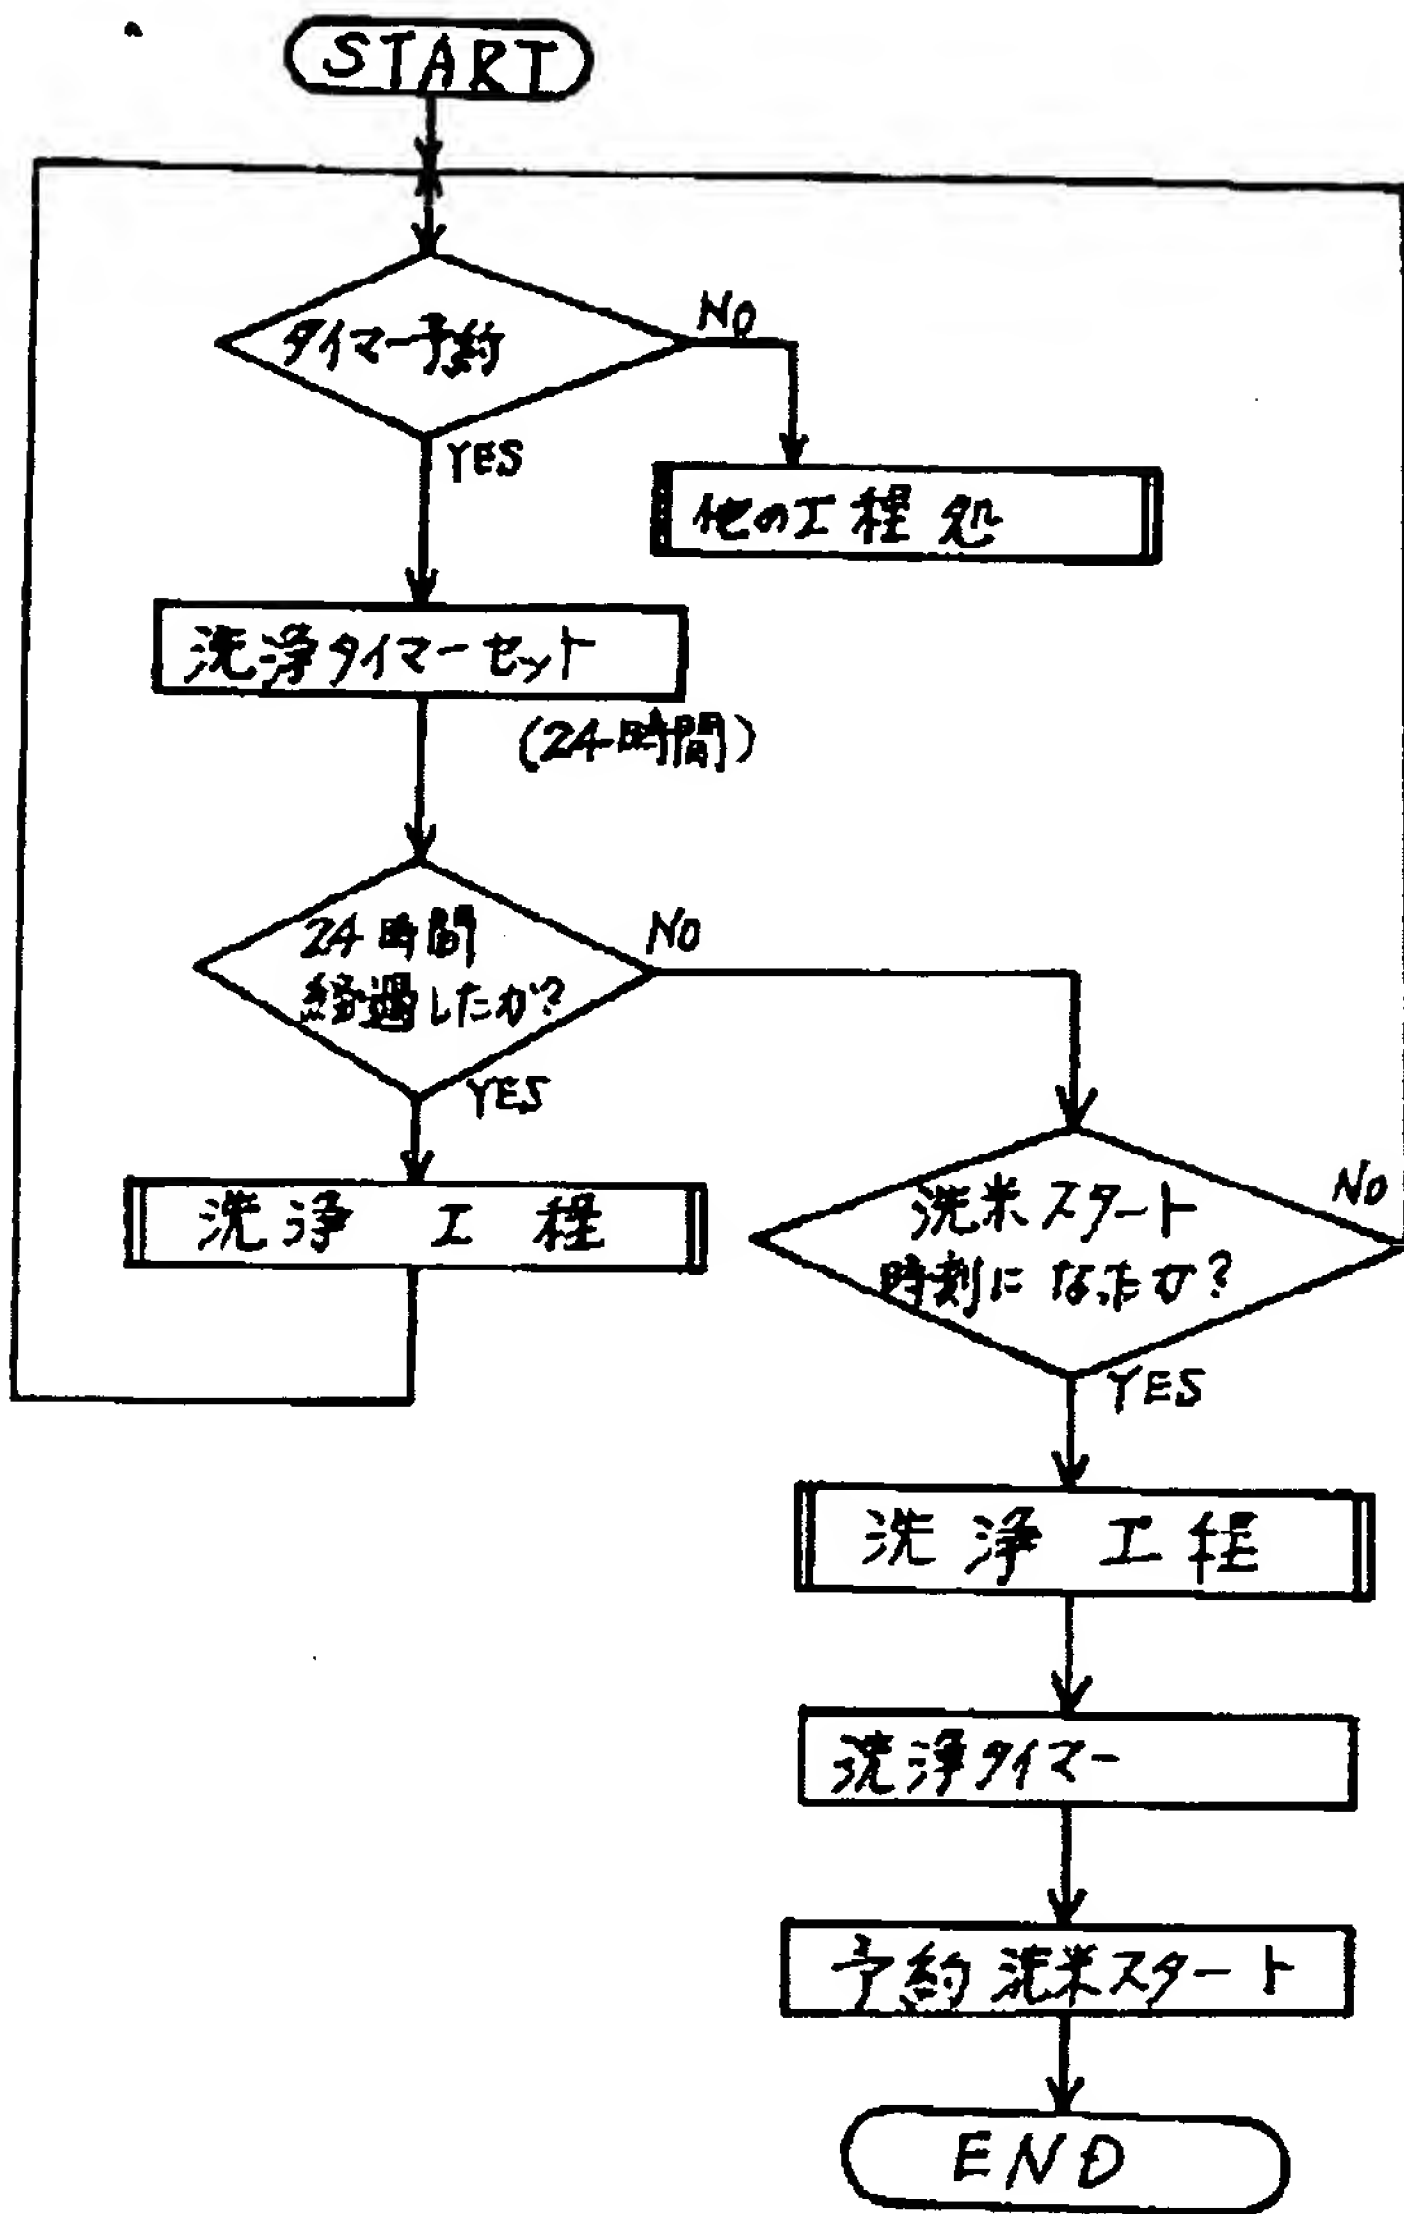 START
タイマー予約
NO
YES
他の工程 処
洗浄タイマーセット
(24時間)
24時間
経過したか?
NO
YES
洗浄 工程
洗米スタート
時刻になったか?
NO
YES
洗浄 工程
洗浄タイマー
予約洗米スタート
END